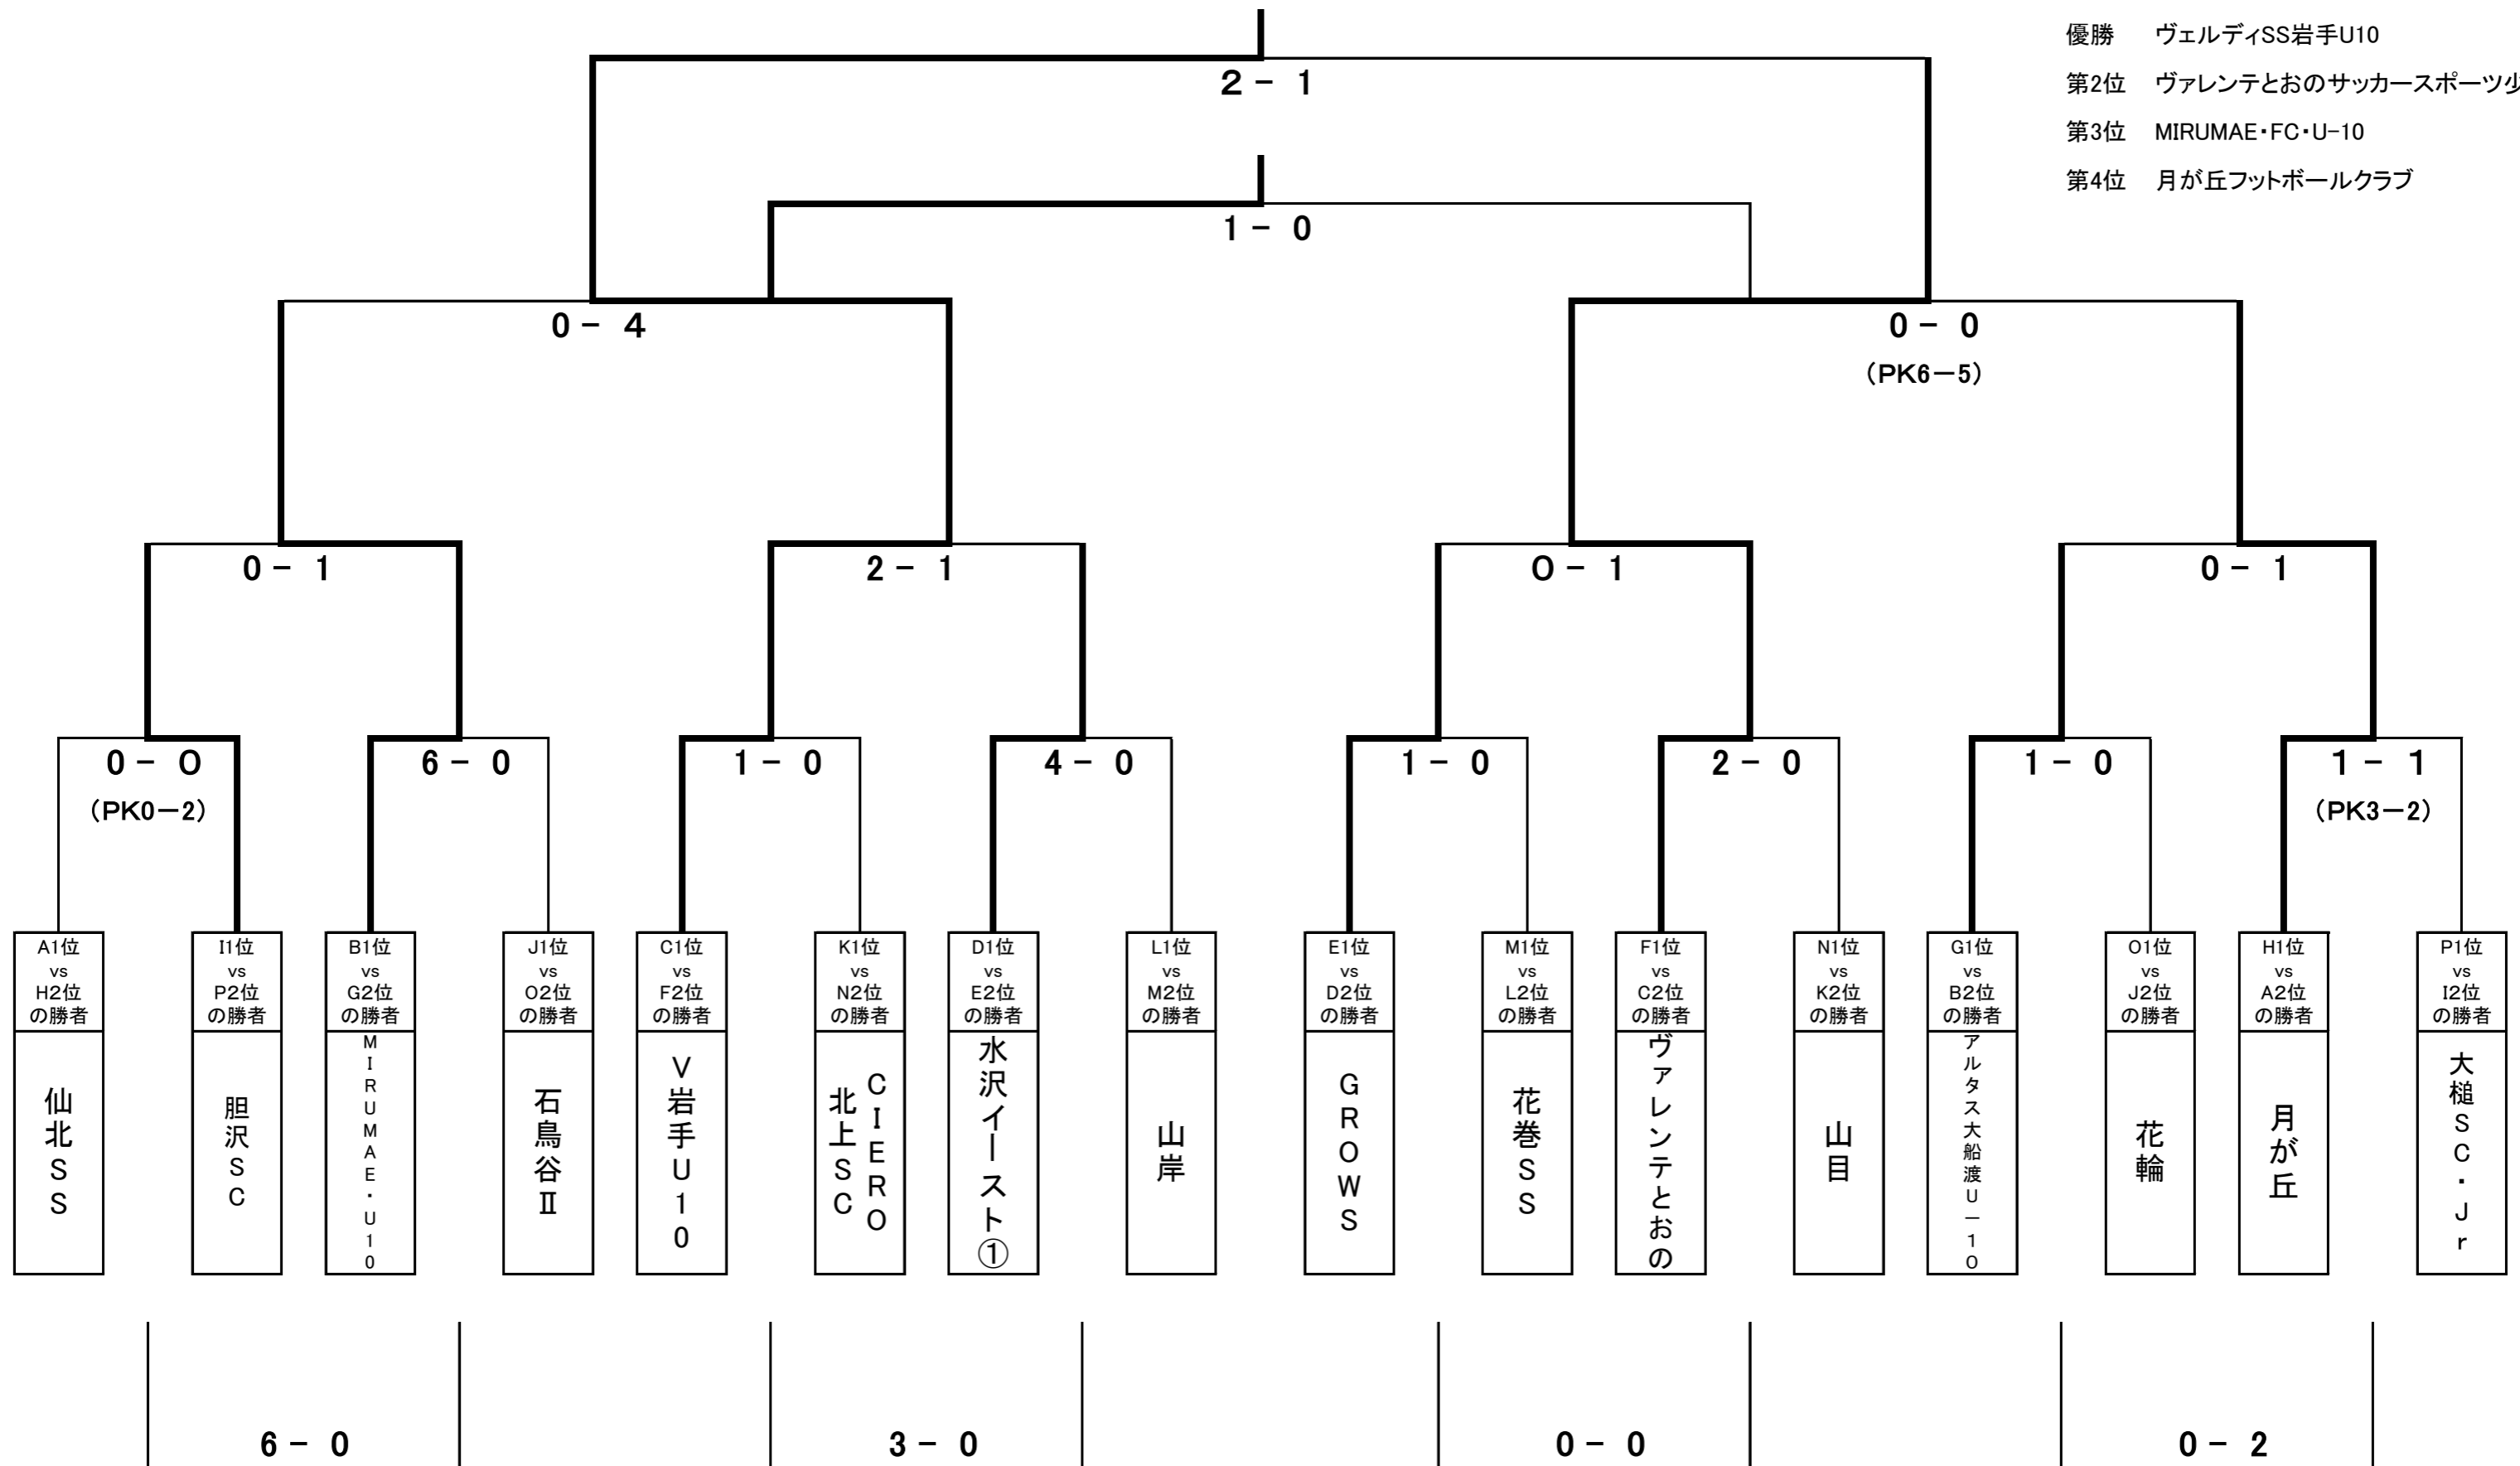 優勝 ヴェルディSS岩手U10
第2位 ヴァレンテとおのサッカースポーツ少
第3位 MIRUMAE・FC・U-10
第4位 月が丘フットボールクラブ
2 - 1
1 - 0
0 - 4
0 - 0
（PK6－5）
0 - 1
2 - 1
0 - 1
0 - 1
0 - 0
6 - 0
1 - 0
4 - 0
1 - 0
2 - 0
1 - 0
1 - 1
（PK0－2）
（PK3－2）
A1位
vs
H2位
の勝者
仙北SS
I1位
vs
P2位
の勝者
胆沢SC
B1位
vs
G2位
の勝者
MIRUMAE・U10
J1位
vs
O2位
の勝者
石鳥谷Ⅱ
C1位
vs
F2位
の勝者
V岩手U10
K1位
vs
N2位
の勝者
CIERO
北上SC
D1位
vs
E2位
の勝者
水沢イースト①
L1位
vs
M2位
の勝者
山岸
E1位
vs
D2位
の勝者
GROWS
M1位
vs
L2位
の勝者
花巻SS
F1位
vs
C2位
の勝者
ヴァレンテとおの
N1位
vs
K2位
の勝者
山目
G1位
vs
B2位
の勝者
アルタス大船渡U－10
O1位
vs
J2位
の勝者
花輪
H1位
vs
A2位
の勝者
月が丘
P1位
vs
I2位
の勝者
大槌SC・Jr
6 - 0
3 - 0
0 - 0
0 - 2